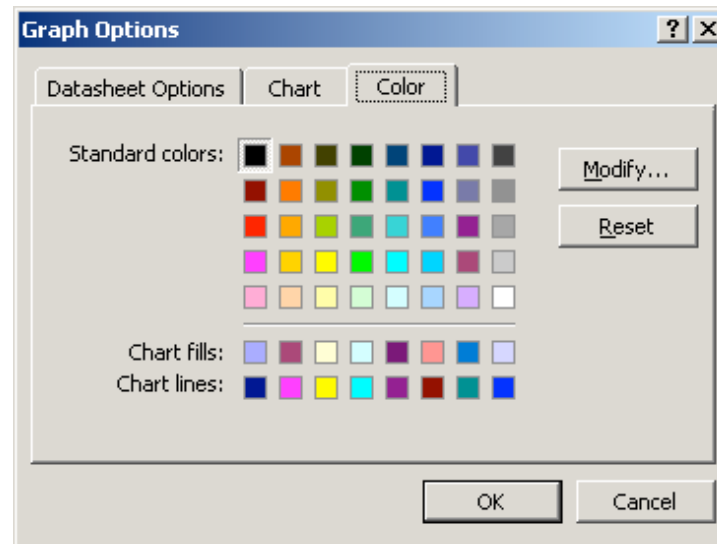 Graph Options
Datasheet Options Chart Color
Standard colors:
Modify...
Reset
Chart fills:
Chart lines:
OK Cancel